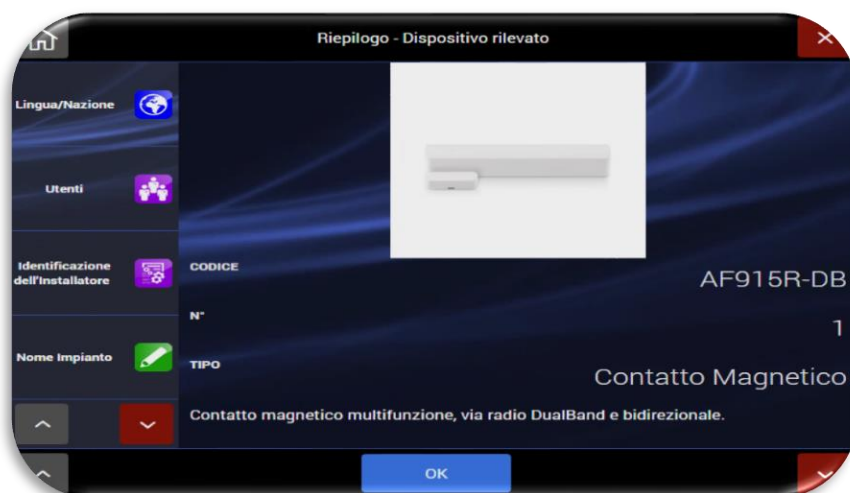 Riepilogo - Dispositivo rilevato
Lingua/Nazione
Utenti
Identificazione
dell'Installatore
Nome Impianto
CODICE
AF915R-DB
N°
1
TIPO
Contatto Magnetico
Contatto magnetico multifunzione, via radio DualBand e bidirezionale.
OK